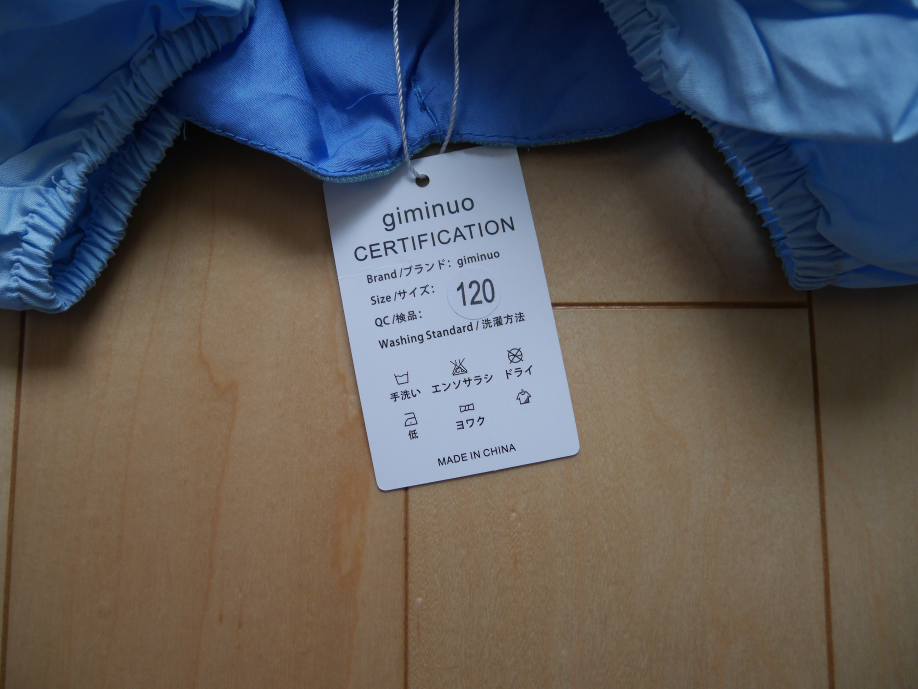 giminuo
CERTIFICATION
Brand/ブランド: giminuo
Size/サイズ: 120
QC/検品:
Washing Standard/洗濯方法
手洗い エンソサラシ ドライ
低 ヨワク
MADE IN CHINA